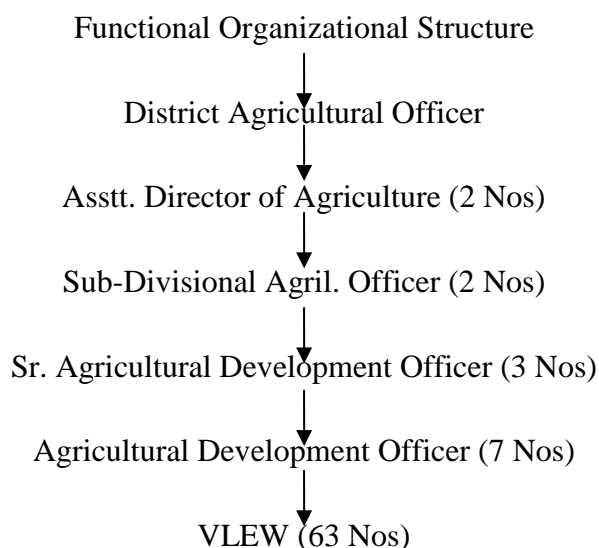 Functional Organizational Structure
District Agricultural Officer
Asstt. Director of Agriculture (2 Nos)
Sub-Divisional Agril. Officer (2 Nos)
Sr. Agricultural Development Officer (3 Nos)
Agricultural Development Officer (7 Nos)
VLEW (63 Nos)